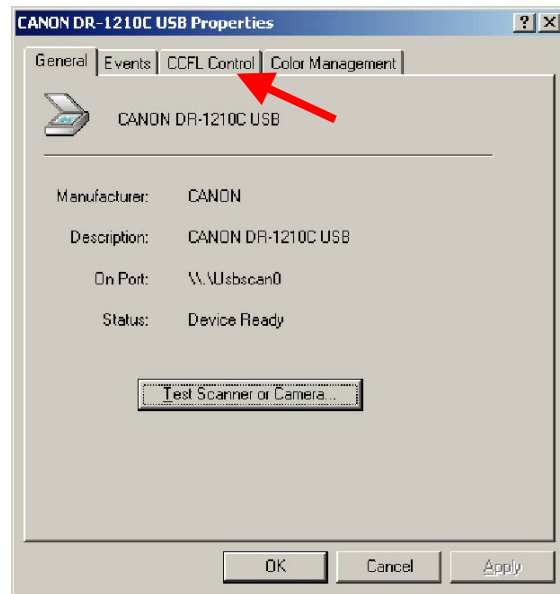 CANON DR-1210C USB Properties
General Events CCFL Control Color Management
CANON DR-1210C USB
Manufacturer: CANON
Description: CANON DR-1210C USB
On Port: \\.\Usbscan0
Status: Device Ready
Test Scanner or Camera...
OK Cancel Apply